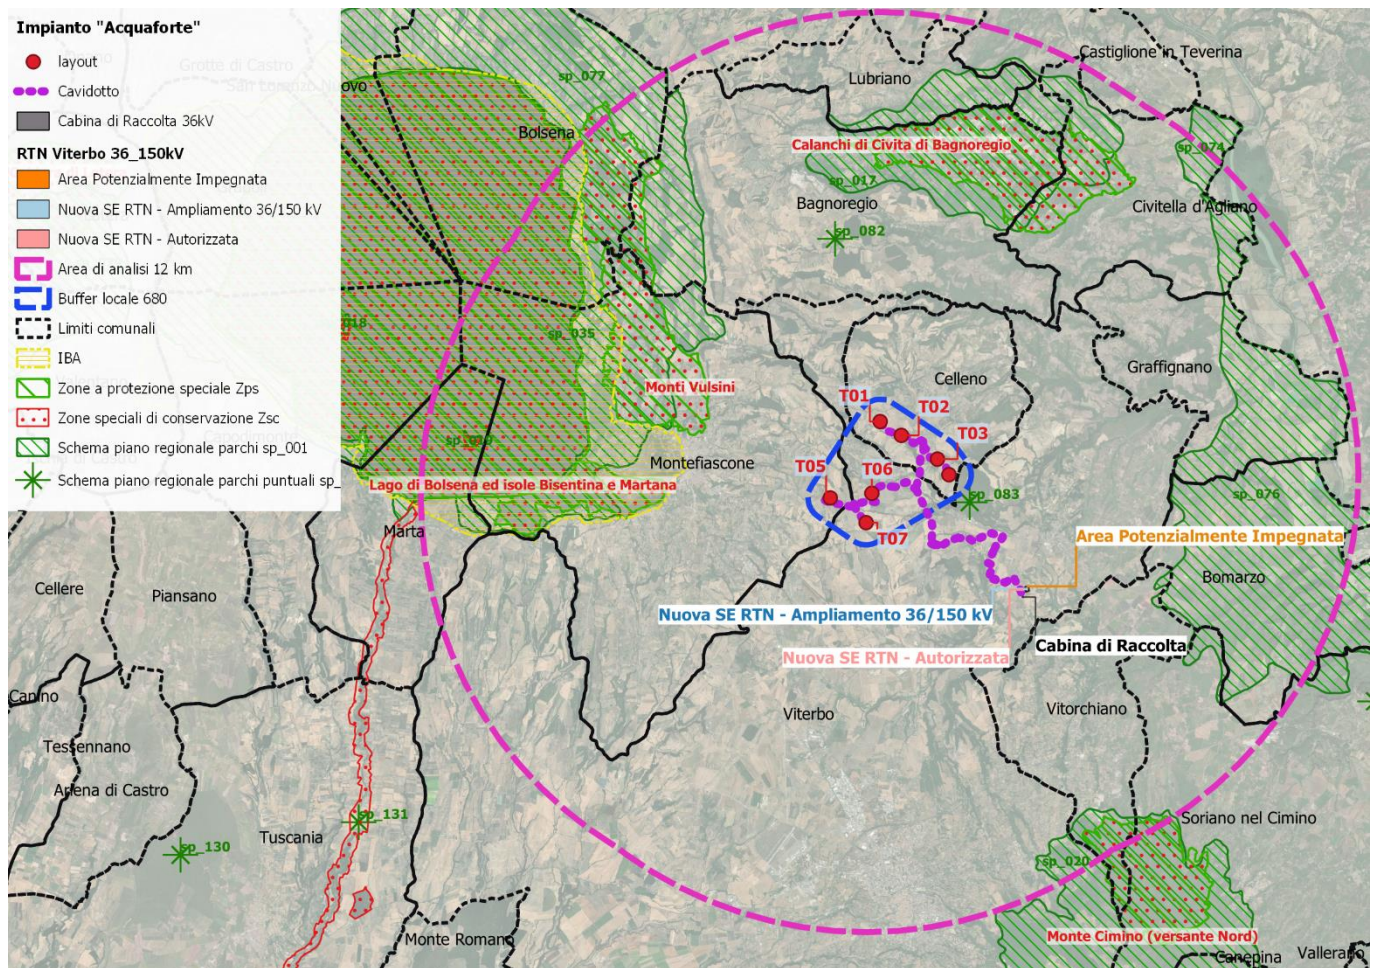 Impianto "Acquaforte"
layout
Cavidotto
Cabina di Raccolta 36kV
RTN Viterbo 36_150kV
Area Potenzialmente Impegnata
Nuova SE RTN - Ampliamento 36/150 kV
Nuova SE RTN - Autorizzata
Area di analisi 12 km
Buffer locale 680
Limiti comunali
IBA
Zone a protezione speciale Zps
Zone speciali di conservazione Zsc
Schema piano regionale parchi sp_001
Schema piano regionale parchi puntuali sp_
Grotte di Castro
San Lorenzo Nuovo
sp_077
Bolsena
Lubriano
Castiglione in Teverina
Calanchi di Civita di Bagnoregio
sp_074
sp_017
Bagnoregio
Civitella d'Agliano
sp_082
018
sp_035
Graffignano
Monti Vulsini
Celleno
T01
T02
T03
sp_019
Montefiascone
T05
T06
Lago di Bolsena ed isole Bisentina e Martana
sp_083
sp_076
Marta
T07
Area Potenzialmente Impegnata
Cellere
Piansano
Bomarzo
Nuova SE RTN - Ampliamento 36/150 kV
Cabina di Raccolta
Nuova SE RTN - Autorizzata
Canino
Viterbo
Vitorchiano
Tessennano
Arlena di Castro
sp_131
Soriano nel Cimino
Tuscania
sp_130
sp_020
Monte Romano
Monte Cimino (versante Nord)
Canepina
Vallerano